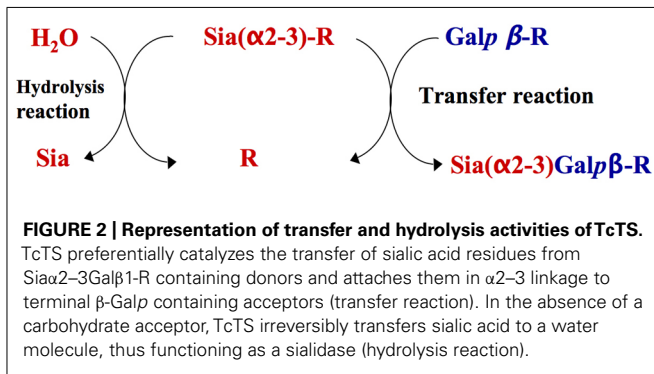 H₂O Sia(α2-3)-R Galp β-R
Hydrolysis
reaction
Transfer reaction
Sia R Sia(α2-3)Galpβ-R
FIGURE 2 | Representation of transfer and hydrolysis activities of TcTS.
TcTS preferentially catalyzes the transfer of sialic acid residues from
Siaα2–3Galβ1-R containing donors and attaches them in α2–3 linkage to
terminal β-Galp containing acceptors (transfer reaction). In the absence of a
carbohydrate acceptor, TcTS irreversibly transfers sialic acid to a water
molecule, thus functioning as a sialidase (hydrolysis reaction).